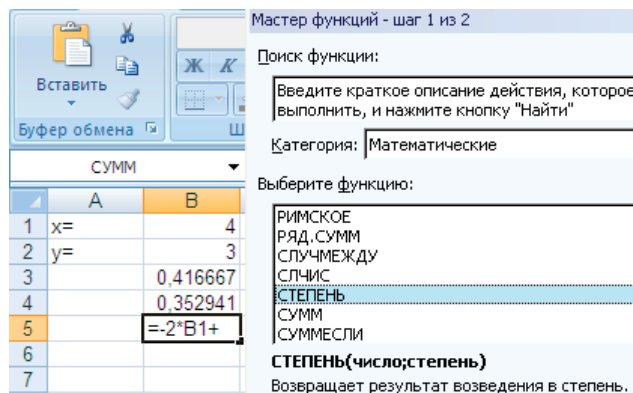 Вставить
Ж К
Буфер обмена Ш
СУММ
A B
1 x= 4
2 y= 3
3 0,416667
4 0,352941
5 =-2*B1+
6
7
Мастер функций - шаг 1 из 2
Поиск функции:
Введите краткое описание действия, которое
выполнить, и нажмите кнопку "Найти"
Категория: Математические
Выберите функцию:
РИМСКОЕ
РЯД.СУММ
СЛУЧМЕЖДУ
СЛЧИС
СТЕПЕНЬ
СУММ
СУММЕСЛИ
СТЕПЕНЬ(число;степень)
Возвращает результат возведения в степень.